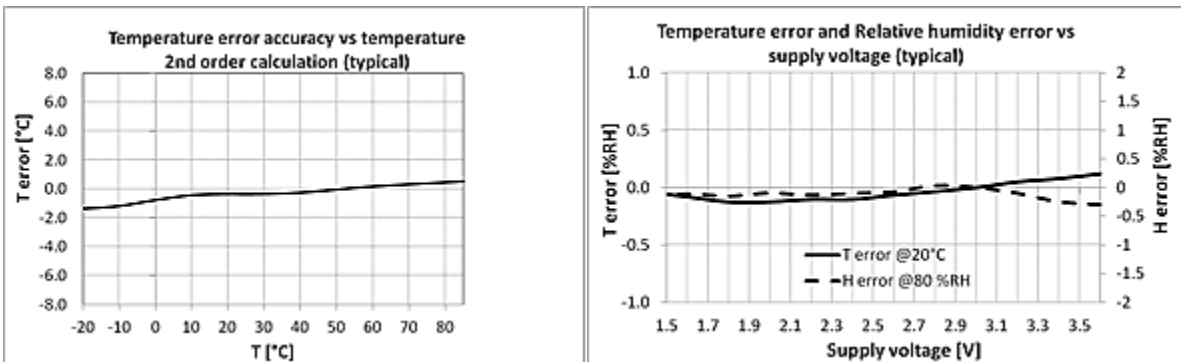 Temperature error accuracy vs temperature
2nd order calculation (typical)
T error [°C]
8.0
6.0
4.0
2.0
0.0
-2.0
-4.0
-6.0
-8.0
-20 -10 0 10 20 30 40 50 60 70 80
T [°C]
Temperature error and Relative humidity error vs
supply voltage (typical)
T error [%RH]
1.0
0.5
0.0
-0.5
-1.0
T error @20°C
H error @80 %RH
2
1.5
1
0.5
0
-0.5
-1
-1.5
-2
H error [%RH]
1.5 1.7 1.9 2.1 2.3 2.5 2.7 2.9 3.1 3.3 3.5
Supply voltage [V]